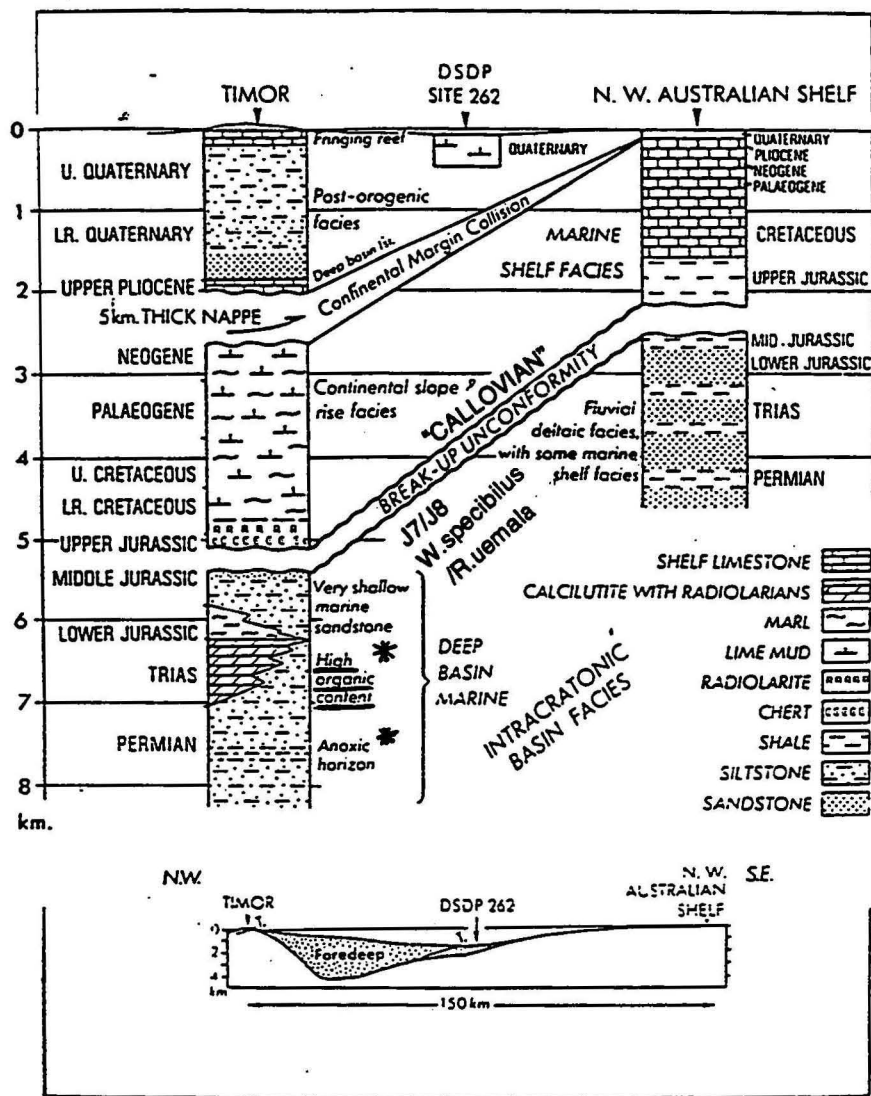 TIMOR
DSDP
SITE 262
N. W. AUSTRALIAN SHELF
0
U. QUATERNARY
1
LR. QUATERNARY
UPPER PLIOCENE
2
5km. THICK NAPPE
NEOGENE
3
PALAEOGENE
4
U. CRETACEOUS
LR. CRETACEOUS
5
UPPER JURASSIC
MIDDLE JURASSIC
6
LOWER JURASSIC
TRIAS
7
PERMIAN
8
km.
Fringing reef
Post-orogenic
facies
Deep basin
Continental Margin Collision
Continental slope &
rise facies
Very shallow
marine
sandstone
High
organic
content
Anoxic
horizon
DEEP
BASIN
MARINE
QUATERNARY
MARINE
SHELF FACIES
"CALLOVIAN"
BREAK-UP UNCONFORMITY
J7/J8
W.specibilus
/R.uemala
Fluvial
deitaic facies,
with some marine
shelf facies
INTRACRATONIC
BASIN FACIES
QUATERNARY
PLIOCENE
NEOGENE
PALAEOGENE
CRETACEOUS
UPPER JURASSIC
MID. JURASSIC
LOWER JURASSIC
TRIAS
PERMIAN
SHELF LIMESTONE
CALCILUTITE WITH RADIOLARIANS
MARL
LIME MUD
RADIOLARITE
CHERT
SHALE
SILTSTONE
SANDSTONE
N.W.
S.E.
TIMOR
T.
DSDP 262
T.
N. W.
AUSTRALIAN
SHELF
0
2
4
km
Foredeep
150km